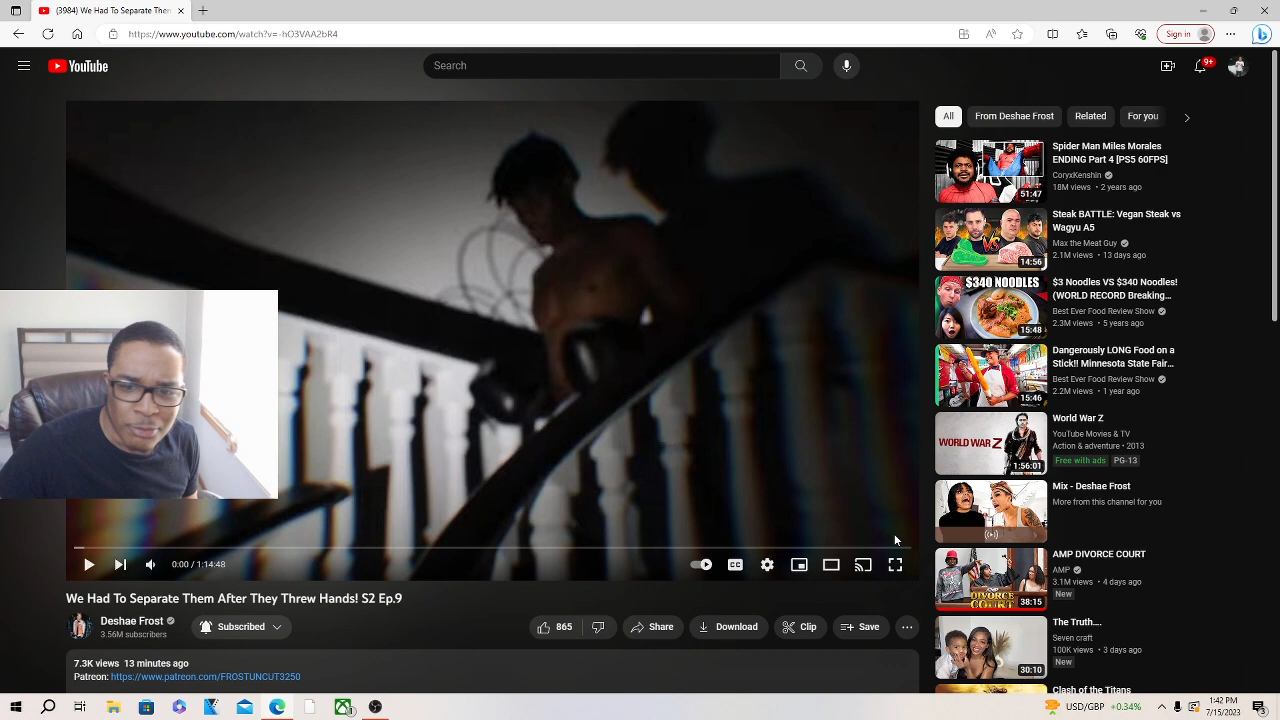 (3984) We Had To Separate Them
https://www.youtube.com/watch?v=-hO3VAA2bR4
Sign in
YouTube
Search
9+
All
From Deshae Frost
Related
For you
Spider Man Miles Morales
ENDING Part 4 [PS5 60FPS]
CoryxKenshin
18M views • 2 years ago
51:47
Steak BATTLE: Vegan Steak vs
Wagyu A5
Max the Meat Guy
2.1M views • 13 days ago
VS
14:56
$340 NOODLES
$3 Noodles VS $340 Noodles!
(WORLD RECORD Breaking...
Best Ever Food Review Show
2.3M views • 5 years ago
15:48
Dangerously LONG Food on a
Stick!! Minnesota State Fair...
Best Ever Food Review Show
2.2M views • 1 year ago
15:46
WORLD WAR Z
World War Z
YouTube Movies & TV
Action & adventure • 2013
Free with ads
PG-13
1:56:01
Mix - Deshae Frost
More from this channel for you
AMP DIVORCE COURT
AMP
3.1M views • 4 days ago
New
DIVORCE
COURT
38:15
The Truth....
Seven craft
100K views • 3 days ago
New
30:10
Clash of the Titans
0:00 / 1:14:48
CC
We Had To Separate Them After They Threw Hands! S2 Ep.9
Deshae Frost
3.56M subscribers
Subscribed
865
Share
Download
Clip
Save
7.3K views 13 minutes ago
Patreon: https://www.patreon.com/FROSTUNCUT3250
USD/GBP +0.34%
1:42 PM
7/15/2023